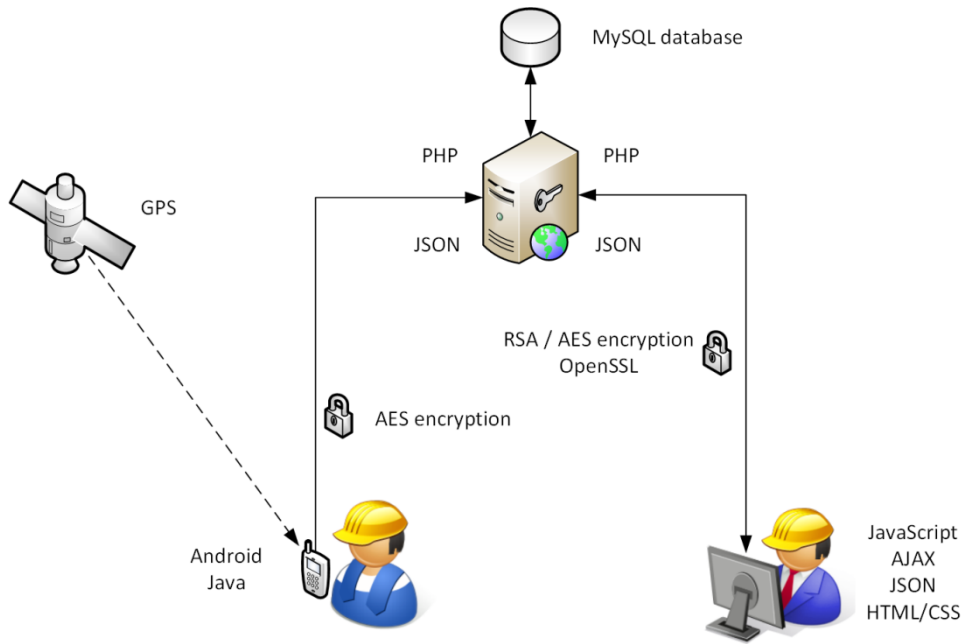 MySQL database
PHP
PHP
GPS
JSON
JSON
RSA / AES encryption
OpenSSL
AES encryption
Android
Java
JavaScript
AJAX
JSON
HTML/CSS